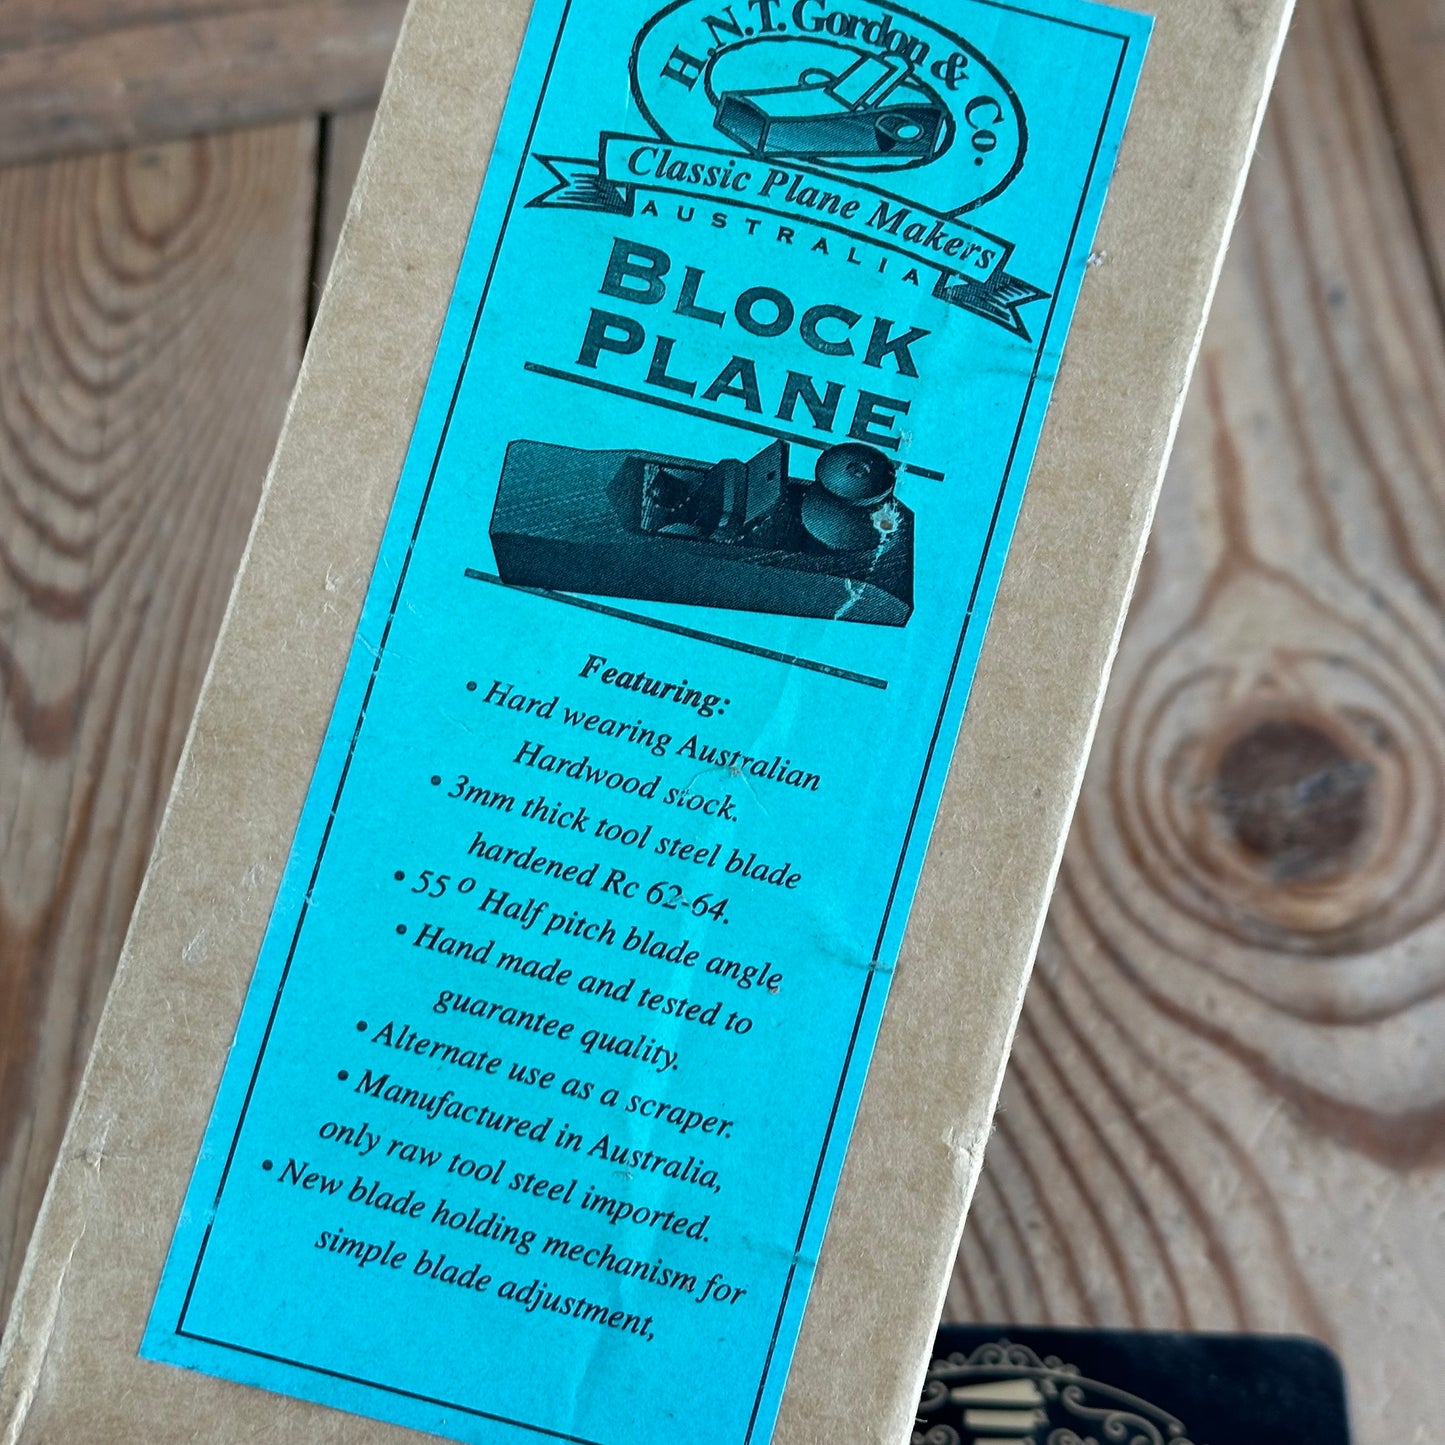 H.N.T. Gordon & Co.
Classic Plane Makers
AUSTRALIA
BLOCK
PLANE
Featuring:
• Hard wearing Australian
Hardwood stock.
• 3mm thick tool steel blade
hardened Rc 62-64.
• 55° Half pitch blade angle
• Hand made and tested to
guarantee quality.
• Alternate use as a scraper.
• Manufactured in Australia,
only raw tool steel imported.
• New blade holding mechanism for
simple blade adjustment,